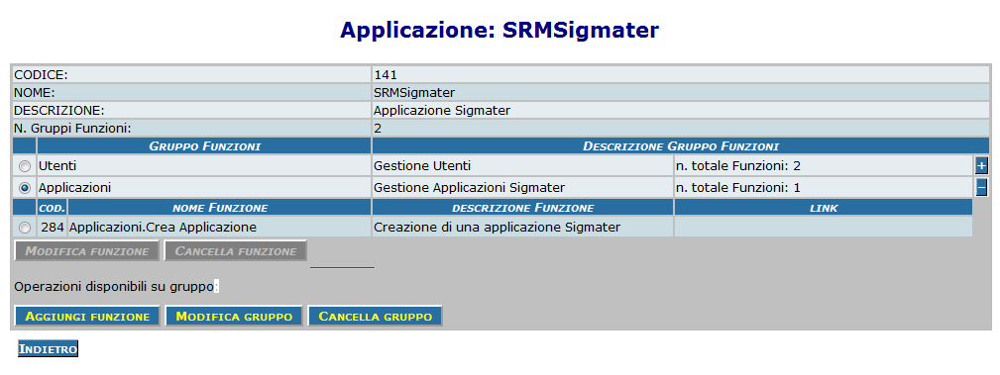 Applicazione: SRMSigmater
CODICE: 141
NOME: SRMSigmater
DESCRIZIONE: Applicazione Sigmater
N. Gruppi Funzioni: 2
Gruppo Funzioni Descrizione Gruppo Funzioni
Utenti Gestione Utenti n. totale Funzioni: 2 +
Applicazioni Gestione Applicazioni Sigmater n. totale Funzioni: 1 –
cod. nome Funzione descrizione Funzione link
284 Applicazioni.Crea Applicazione Creazione di una applicazione Sigmater
Modifica funzione Cancella funzione
Operazioni disponibili su gruppo:
Aggiungi funzione Modifica gruppo Cancella gruppo
Indietro